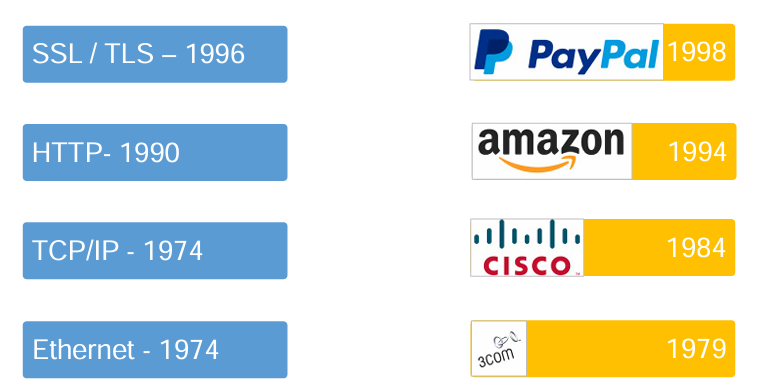 SSL / TLS – 1996
PayPal 1998
HTTP- 1990
amazon 1994
TCP/IP - 1974
CISCO 1984
Ethernet - 1974
3com 1979